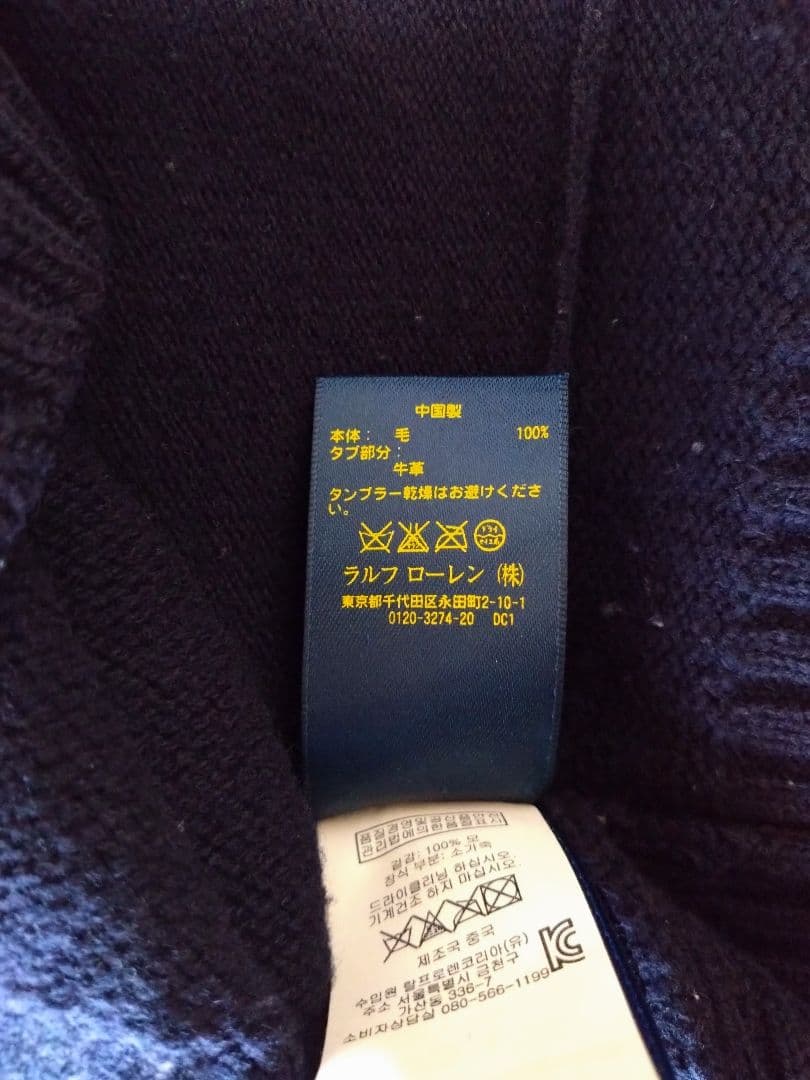 中国製
本体： 毛 100%
タブ部分：
牛革
タンブラー乾燥はお避けくださ
い。
ドライ
ラルフ ローレン (株)
東京都千代田区永田町2-10-1
0120-3274-20 DC1
품질경영및공산품안전
관리법에의한품질표시
겉감: 100% 모
장식 부분: 소가죽
드라이클리닝 하십시오.
기계건조 하지 마십시오.
제조국 중국
수입원 랄프로렌코리아(유)
주소 서울특별시 금천구
가산동 336-7
소비자상담실 080-566-1199